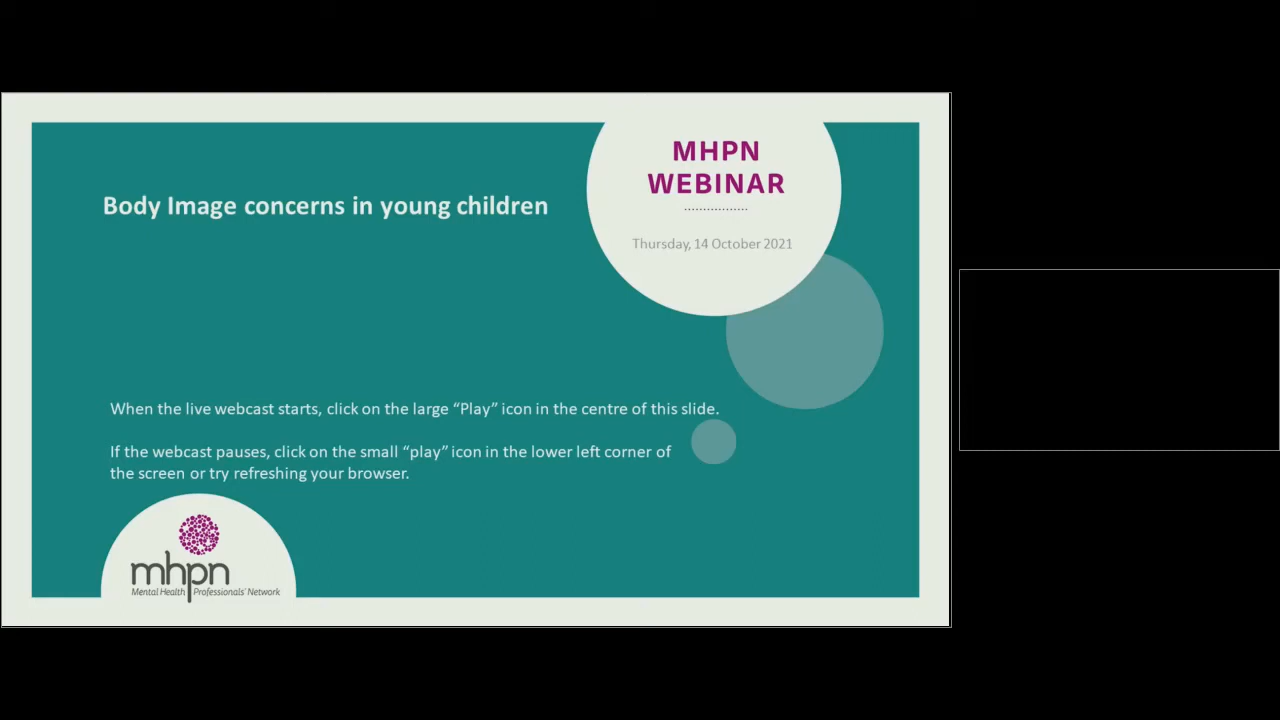 MHPN
WEBINAR
Thursday, 14 October 2021
Body Image concerns in young children
When the live webcast starts, click on the large “Play” icon in the centre of this slide.
If the webcast pauses, click on the small “play” icon in the lower left corner of
the screen or try refreshing your browser.
mhpn
Mental Health Professionals' Network